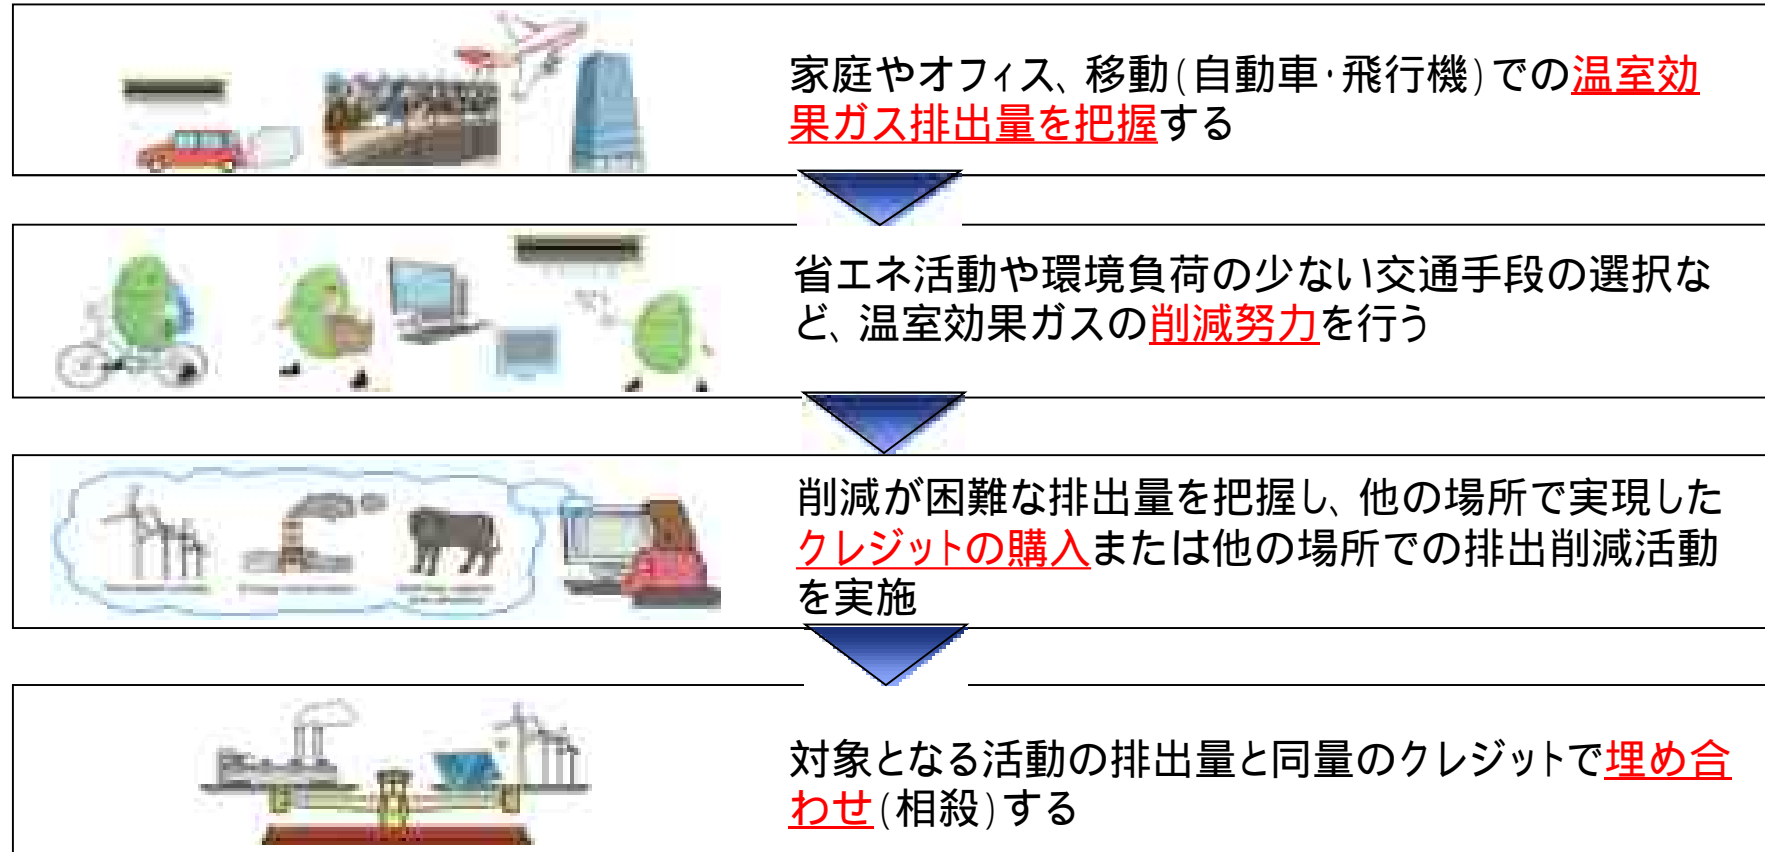 家庭やオフィス、移動(自動車・飛行機)での温室効
果ガス排出量を把握する
省エネ活動や環境負荷の少ない交通手段の選択な
ど、温室効果ガスの削減努力を行う
削減が困難な排出量を把握し、他の場所で実現した
クレジットの購入または他の場所での排出削減活動
を実施
対象となる活動の排出量と同量のクレジットで埋め合
わせ(相殺)する